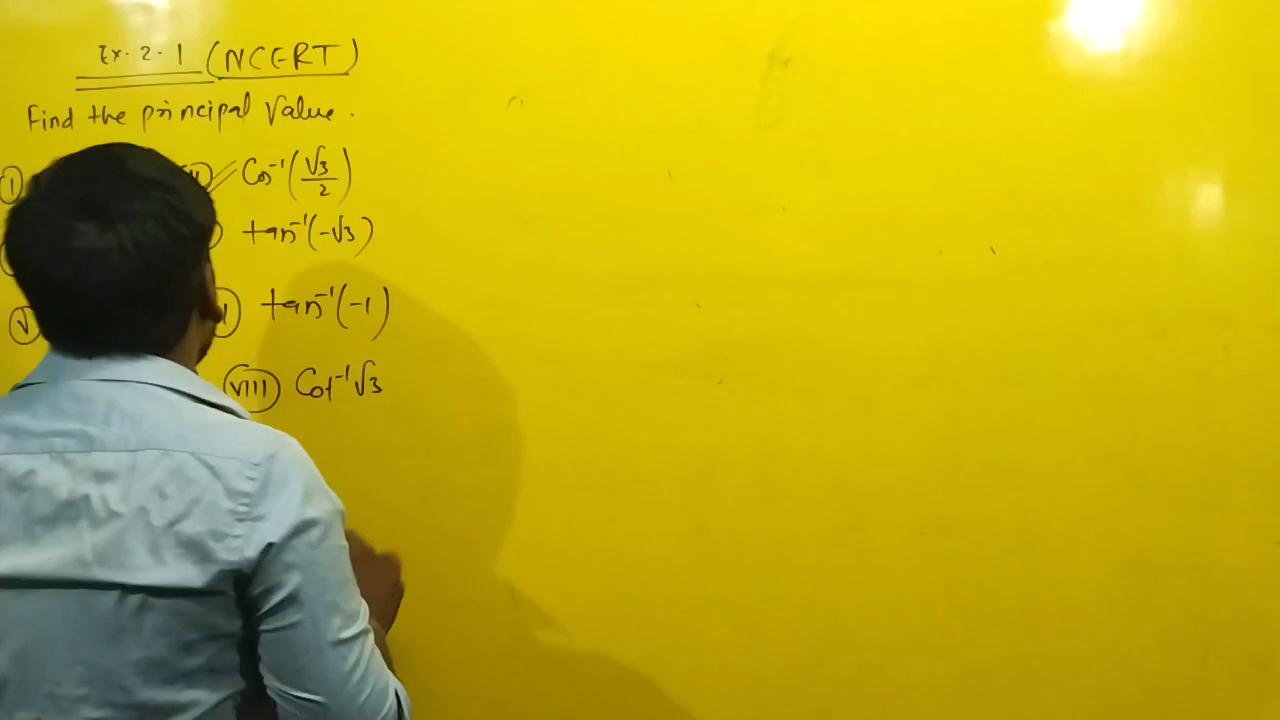 Ex. 2.1 (NCERT)
Find the principal Value.
(i) Cos⁻¹(√3/2)
tan⁻¹(-√3)
(v) tan⁻¹(-1)
(viii) Cot⁻¹√3